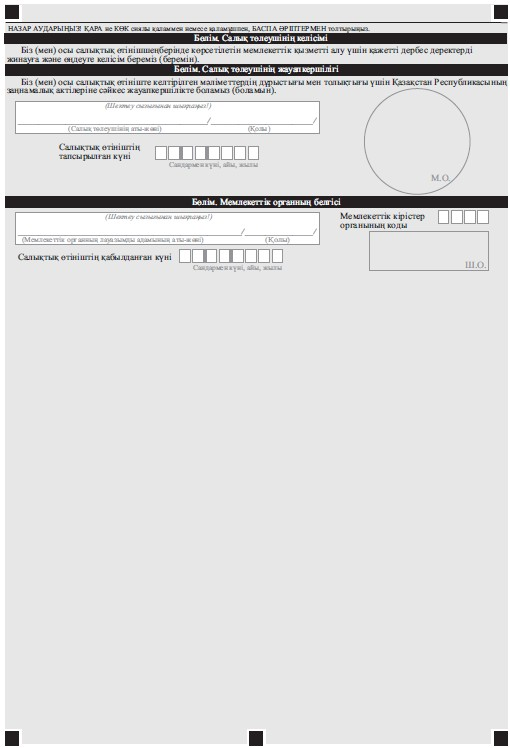 НАЗАР АУДАРЫҢЫЗ! ҚАРА не КӨК сиялы қаламмен немесе қаламұшпен, БАСПА ӘРІПТЕРМЕН толтырыңыз.
Бөлім. Салық төлеушінің келісімі
Біз (мен) осы салықтық өтінішшеңберінде көрсетілетін мемлекеттік қызметті алу үшін қажетті дербес деректерді
жинауға және өңдеуге келісім береміз (беремін).
Бөлім. Салық төлеушінің жауапкершілігі
Біз (мен) осы салықтық өтініште келтірілген мәліметтердің дұрыстығы мен толықтығы үшін Қазақстан Республикасының
заңнамалық актілеріне сәйкес жауапкершілікте боламыз (боламын).
(Шектеу сызығынан шықпаңыз!)
/ /
(Салық төлеушінің аты-жөні) (Қолы)
Салықтық өтініштің
тапсырылған күні
Сандармен күні, айы, жылы
М.О.
Бөлім. Мемлекеттік органның белгісі
(Шектеу сызығынан шықпаңыз!)
/ /
(Мемлекеттік органның лауазымды адамының аты-жөні) (Қолы)
Мемлекеттік кірістер
органының коды
Салықтық өтініштің қабылданған күні
Сандармен күні, айы, жылы
Ш.О.